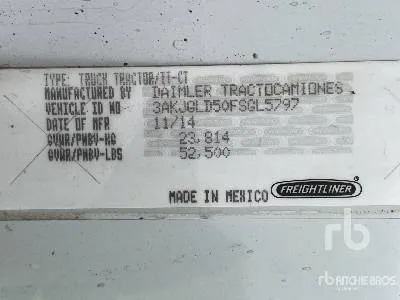 TYPE: TRUCK TRACTOR/TT-CT
MANUFACTURED BY DAIMLER TRACTOCAMIONES
VEHICLE ID NO 3AKJGLD50FSGL5797
DATE OF MFR 11/14
GVWR/PNBV-KG 23,814
GVWR/PNBV-LBS 52,500
MADE IN MEXICO FREIGHTLINER
rb
rb RITCHIE BROS.